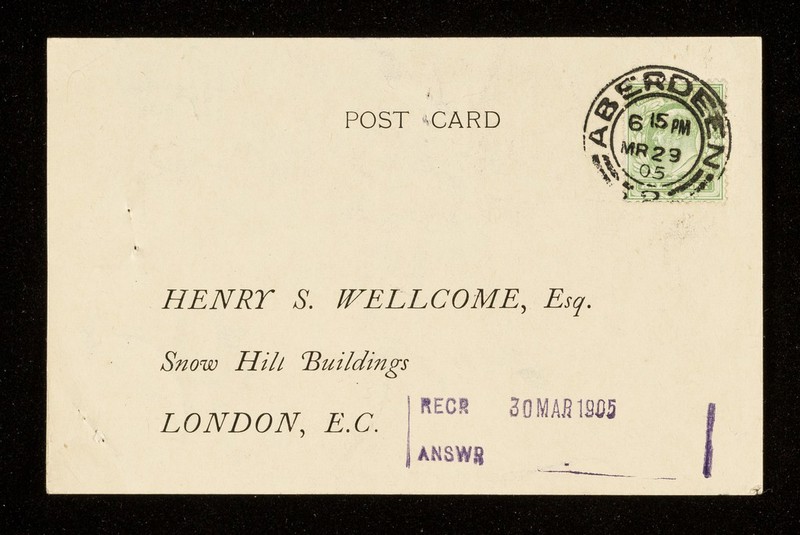 POST CARD
ABERDEEN
6 15 PM
MR 29
05
2
HENRY S. WELLCOME, Esq.
Snow Hill Buildings
LONDON, E.C.
RECR 30 MAR 1905
ANSWR